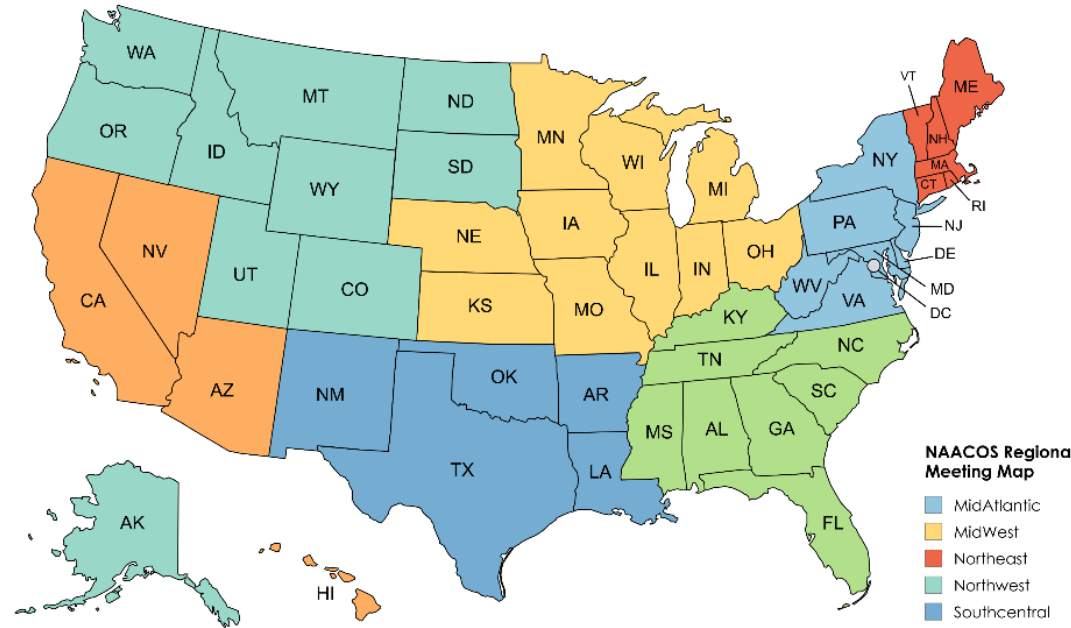 WA
MT
ND
OR
ID
SD
WY
MN
WI
MI
VT
ME
NH
NY
MA
CT
RI
NV
CA
UT
CO
NE
IA
KS
IL
IN
OH
MO
PA
NJ
DE
MD
DC
WV
VA
KY
AZ
NM
OK
AR
TN
NC
SC
MS
AL
GA
TX
LA
FL
AK
HI
NAACOS Regiona
Meeting Map
MidAtlantic
MidWest
Northeast
Northwest
Southcentral